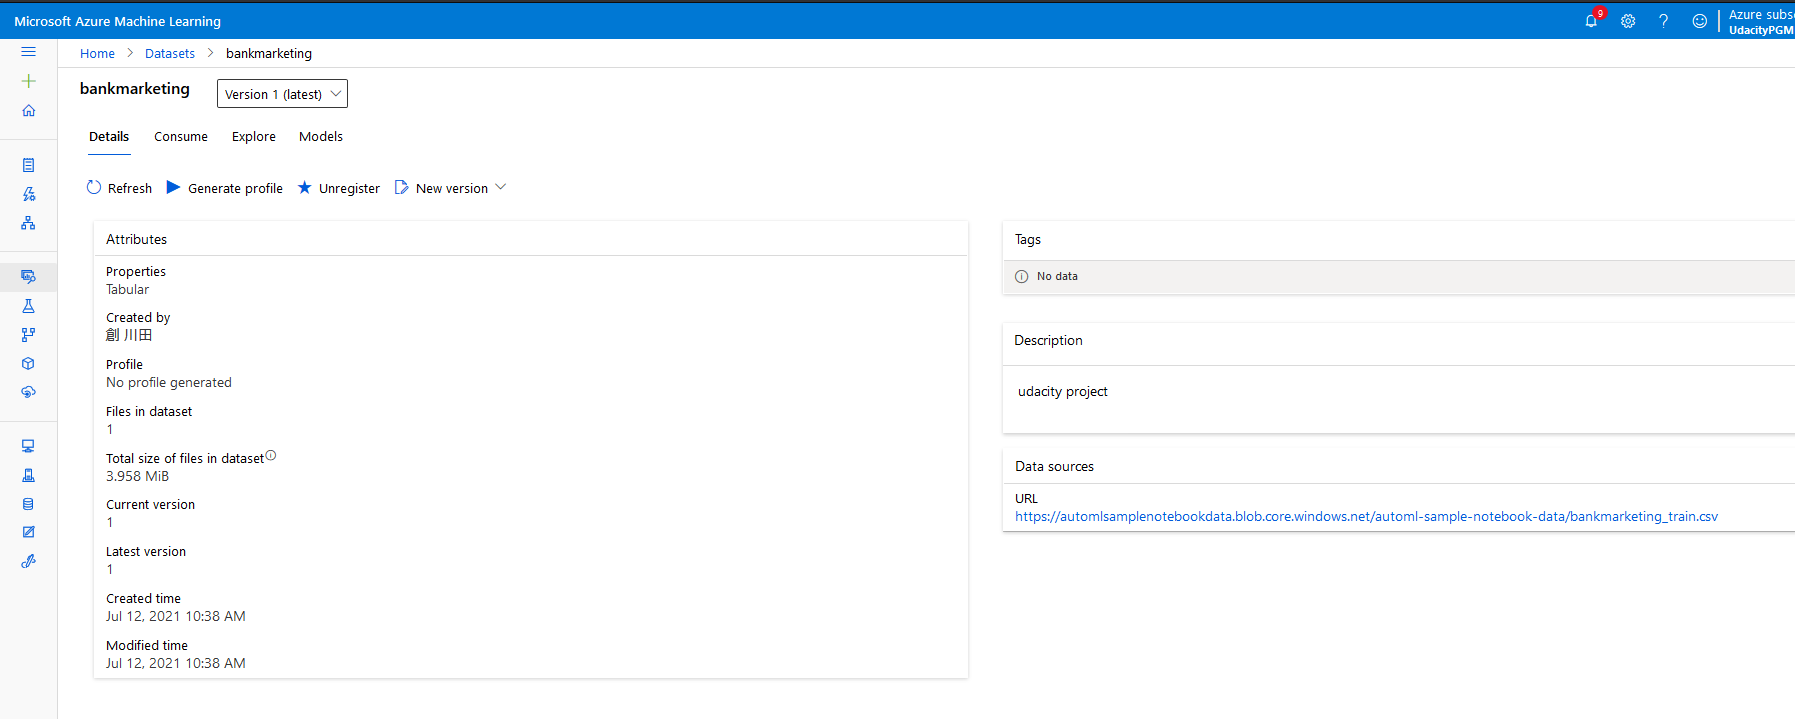 Microsoft Azure Machine Learning
9
Azure subs
UdacityPGM
Home > Datasets > bankmarketing
bankmarketing
Version 1 (latest)
Details Consume Explore Models
Refresh Generate profile Unregister New version
Attributes
Properties
Tabular
Created by
創 川田
Profile
No profile generated
Files in dataset
1
Total size of files in dataset
3.958 MiB
Current version
1
Latest version
1
Created time
Jul 12, 2021 10:38 AM
Modified time
Jul 12, 2021 10:38 AM
Tags
No data
Description
udacity project
Data sources
URL
https://automlsamplenotebookdata.blob.core.windows.net/automl-sample-notebook-data/bankmarketing_train.csv